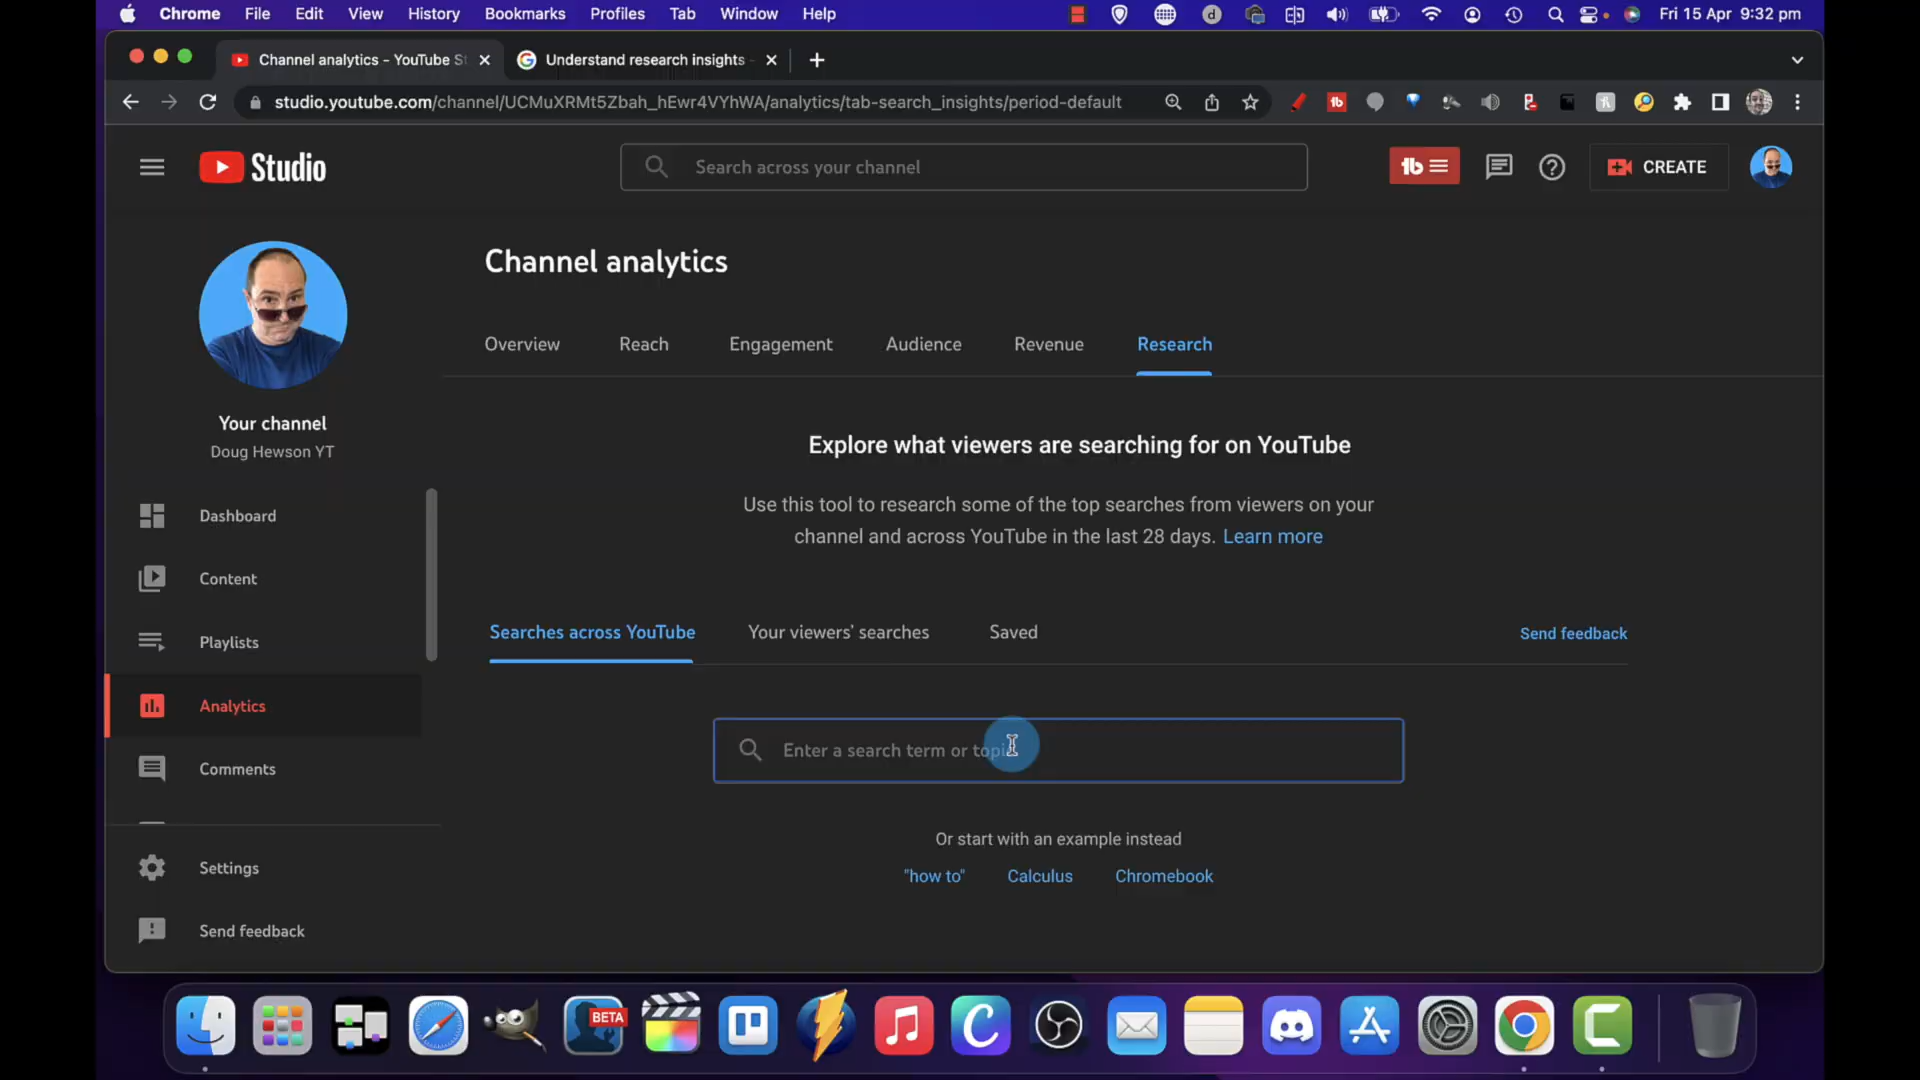 Chrome File Edit View History Bookmarks Profiles Tab Window Help Fri 15 Apr 9:32 pm
Channel analytics - YouTube St
Understand research insights -
studio.youtube.com/channel/UCMuXRMt5Zbah_hEwr4VYhWA/analytics/tab-search_insights/period-default
Studio
Search across your channel
CREATE
Channel analytics
Overview Reach Engagement Audience Revenue Research
Your channel
Doug Hewson YT
Explore what viewers are searching for on YouTube
Use this tool to research some of the top searches from viewers on your
channel and across YouTube in the last 28 days. Learn more
Dashboard
Content
Playlists
Analytics
Comments
Settings
Send feedback
Searches across YouTube Your viewers' searches Saved Send feedback
Enter a search term or topic
Or start with an example instead
"how to" Calculus Chromebook
BETA